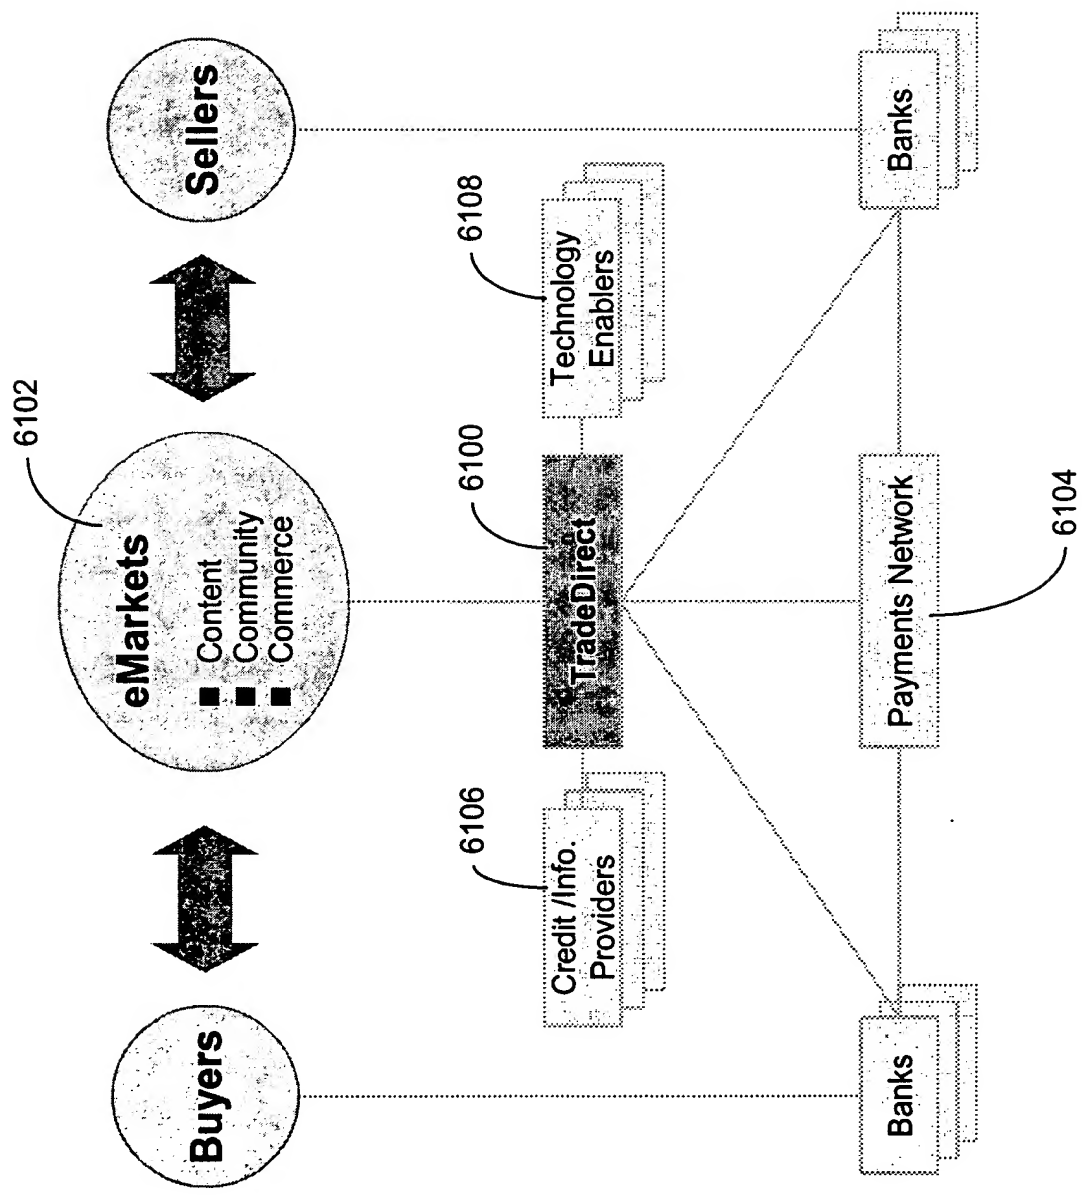 6102
eMarkets
Content
Community
Commerce
Buyers
Sellers
6106
6100
6108
Credit /Info.
Providers
TradeDirect
Technology
Enablers
Banks
Payments Network
Banks
6104